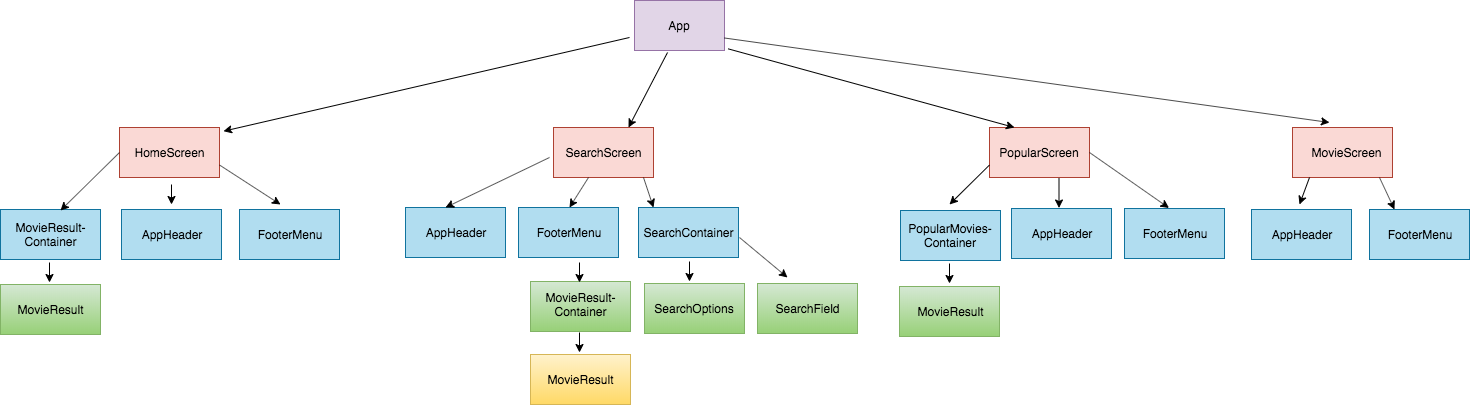 App
HomeScreen
SearchScreen
PopularScreen
MovieScreen
MovieResult-
Container
AppHeader
FooterMenu
AppHeader
FooterMenu
SearchContainer
PopularMovies-
Container
AppHeader
FooterMenu
AppHeader
FooterMenu
MovieResult
MovieResult-
Container
SearchOptions
SearchField
MovieResult
MovieResult